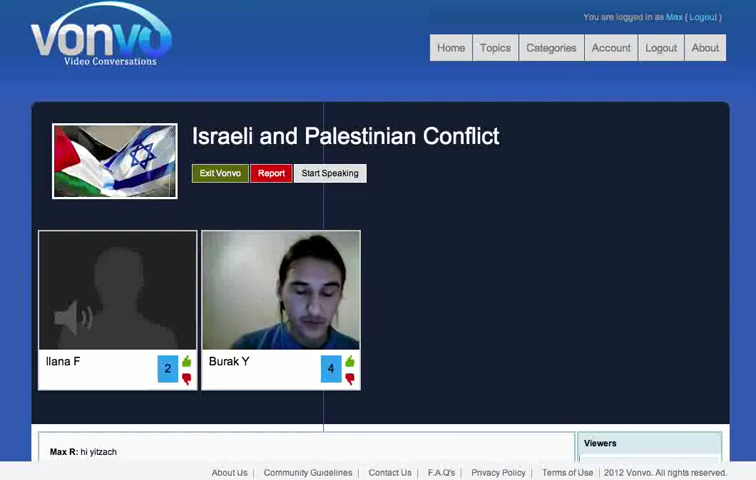 You are logged in as Max ( Logout )
vonvo
Video Conversations
Home Topics Categories Account Logout About
Israeli and Palestinian Conflict
Exit Vonvo Report Start Speaking
Ilana F 2
Burak Y 4
Max R: hi yitzach
Viewers
About Us | Community Guidlines | Contact Us | F.A.Q's | Privacy Policy | Terms of Use | 2012 Vonvo. All rights reserved.